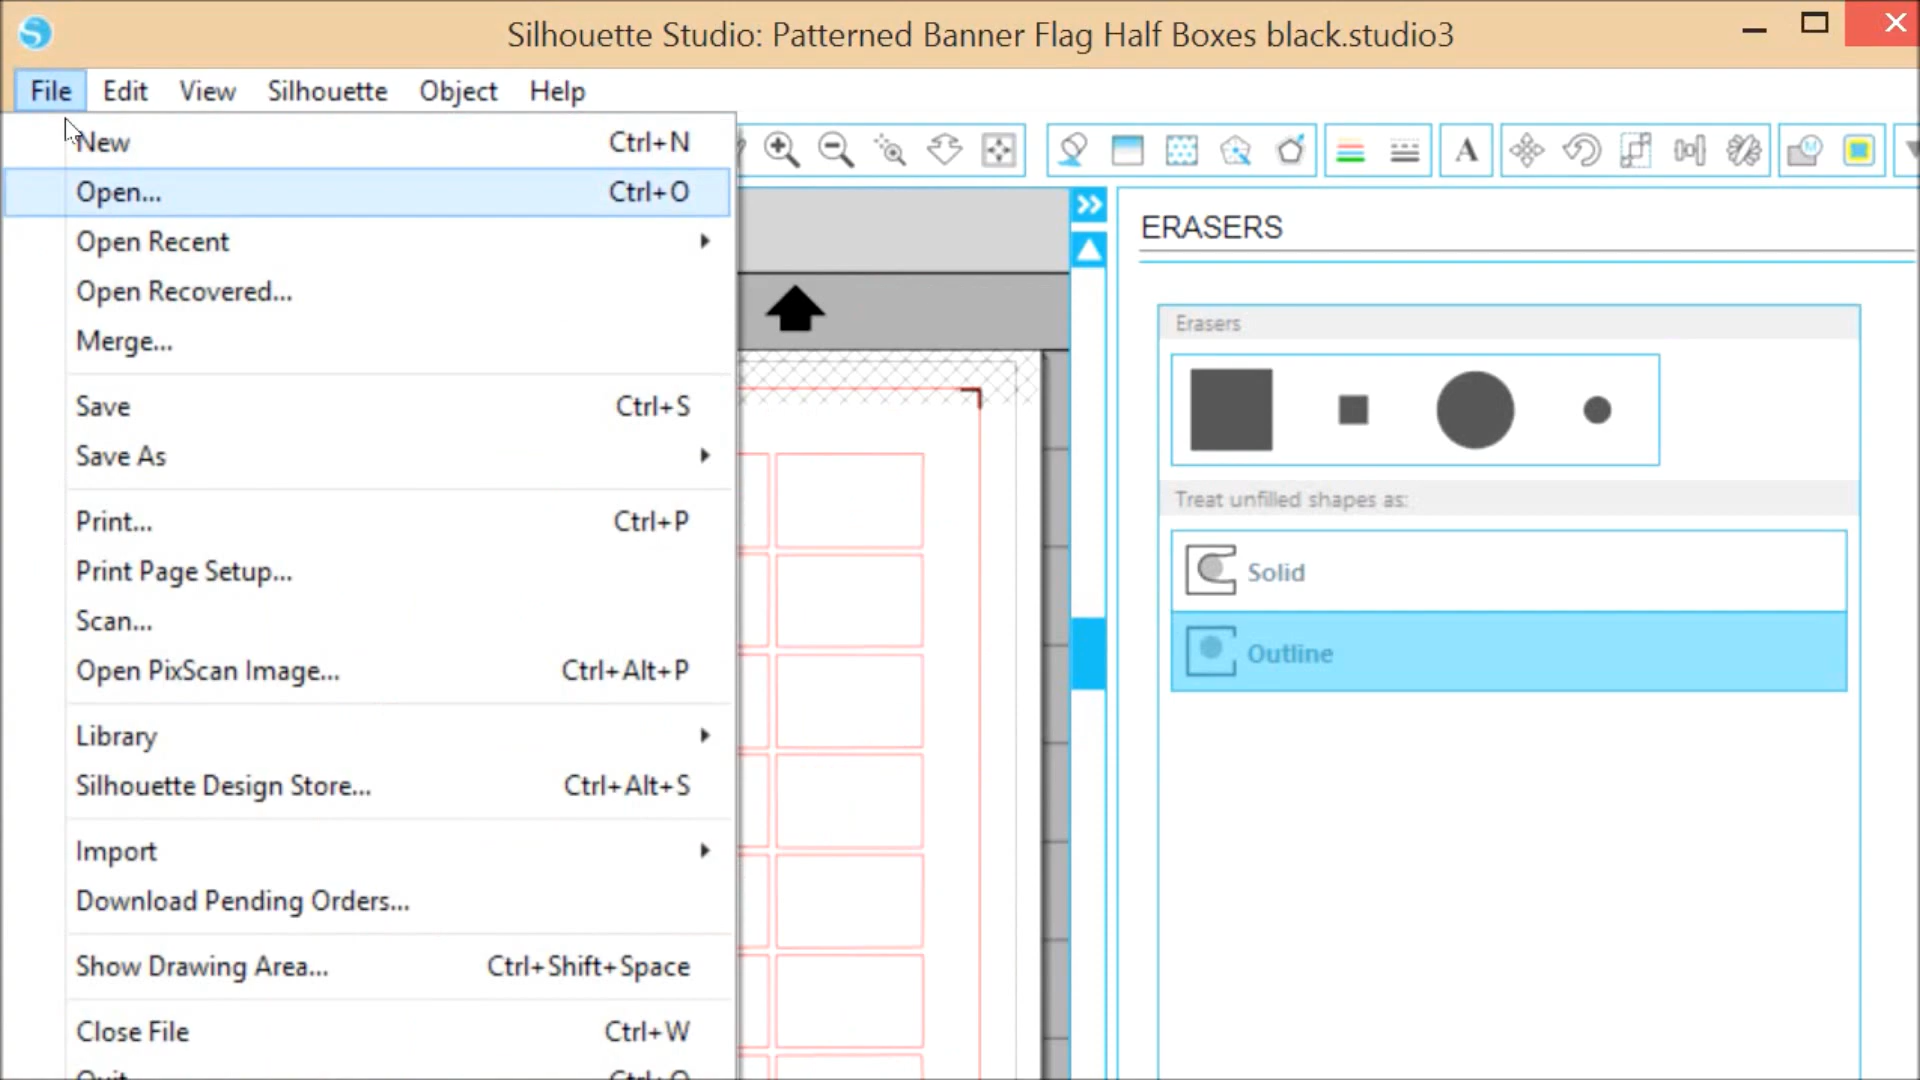 Silhouette Studio: Patterned Banner Flag Half Boxes black.studio3
File Edit View Silhouette Object Help
New Ctrl+N
Open... Ctrl+O
Open Recent
Open Recovered...
Merge...
Save Ctrl+S
Save As
Print... Ctrl+P
Print Page Setup...
Scan...
Open PixScan Image... Ctrl+Alt+P
Library
Silhouette Design Store... Ctrl+Alt+S
Import
Download Pending Orders...
Show Drawing Area... Ctrl+Shift+Space
Close File Ctrl+W
Quit Ctrl+Q
A
M
ERASERS
Erasers
Treat unfilled shapes as:
Solid
Outline